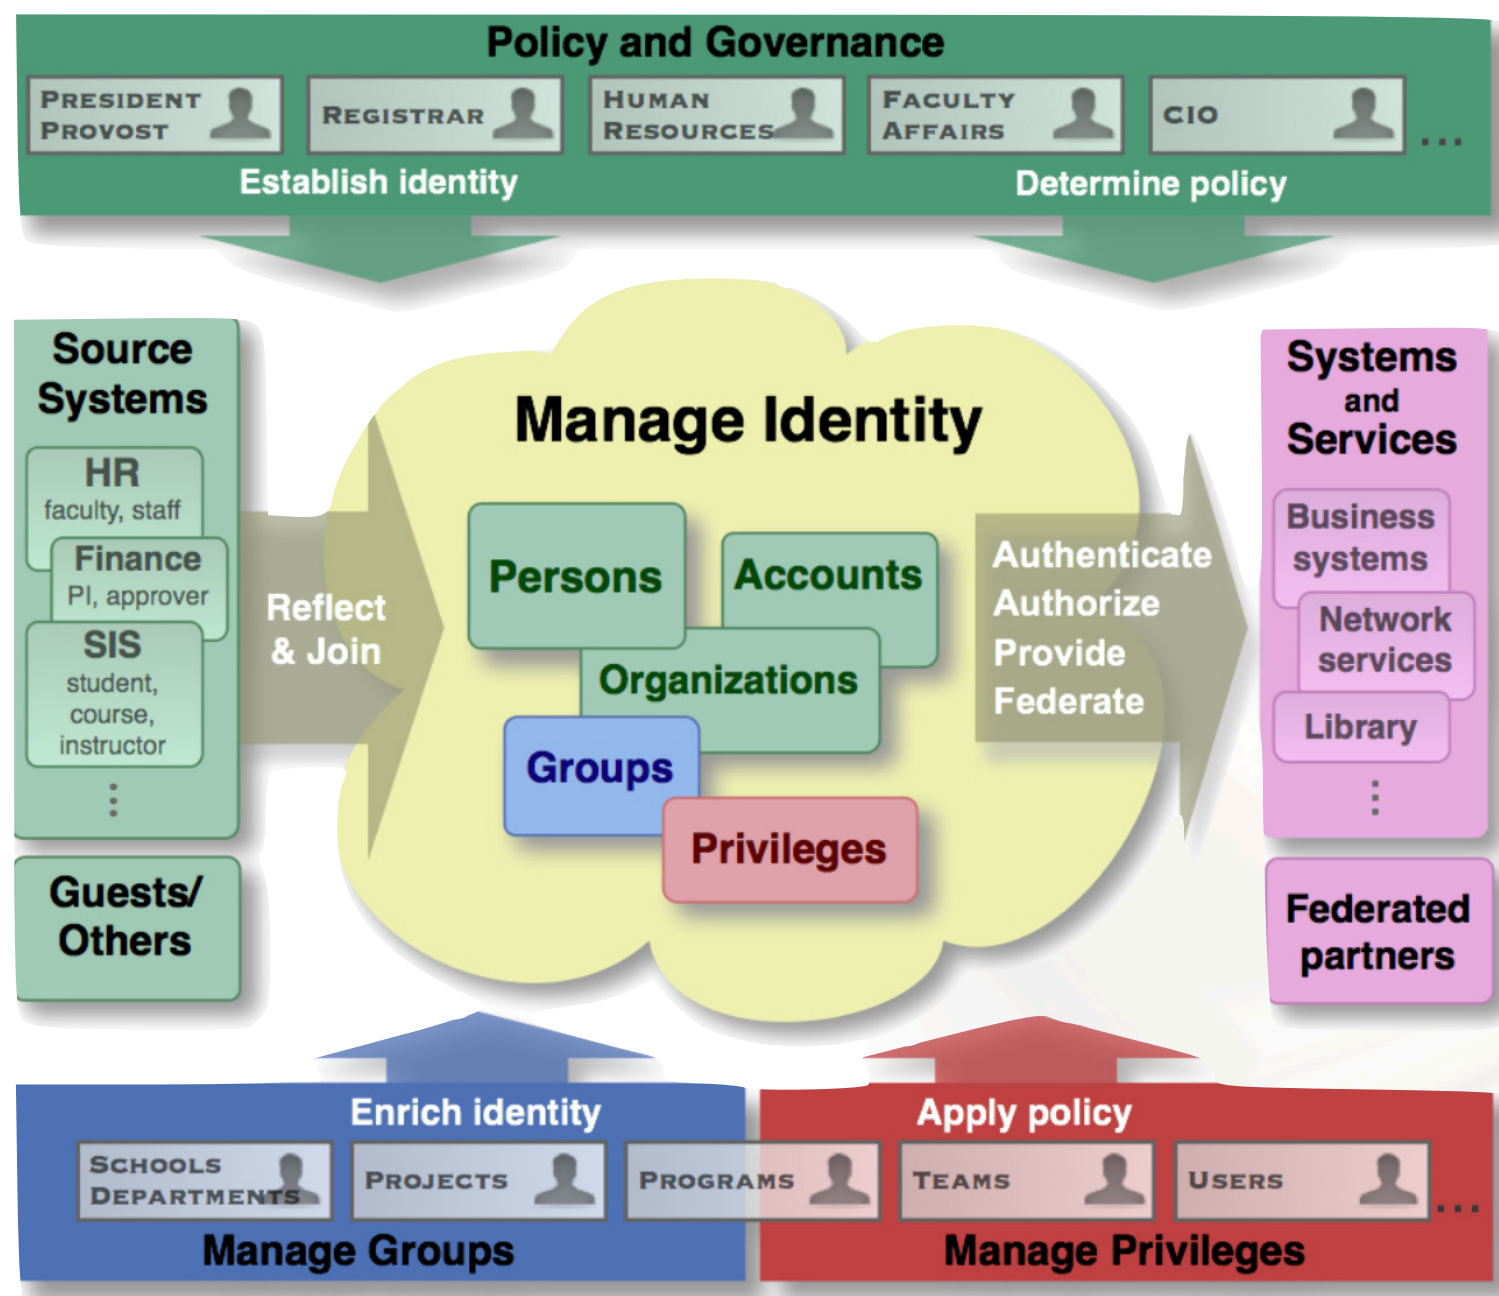 Policy and Governance
PRESIDENT
PROVOST
REGISTRAR
HUMAN
RESOURCES
FACULTY
AFFAIRS
CIO
...
Establish identity
Determine policy
Source
Systems
HR
faculty, staff
Finance
PI, approver
SIS
student,
course,
instructor
Guests/
Others
Reflect
& Join
Manage Identity
Persons
Accounts
Organizations
Groups
Privileges
Authenticate
Authorize
Provide
Federate
Systems
and
Services
Business
systems
Network
services
Library
Federated
partners
Enrich identity
SCHOOLS
DEPARTMENTS
PROJECTS
PROGRAMS
Manage Groups
Apply policy
TEAMS
USERS
...
Manage Privileges